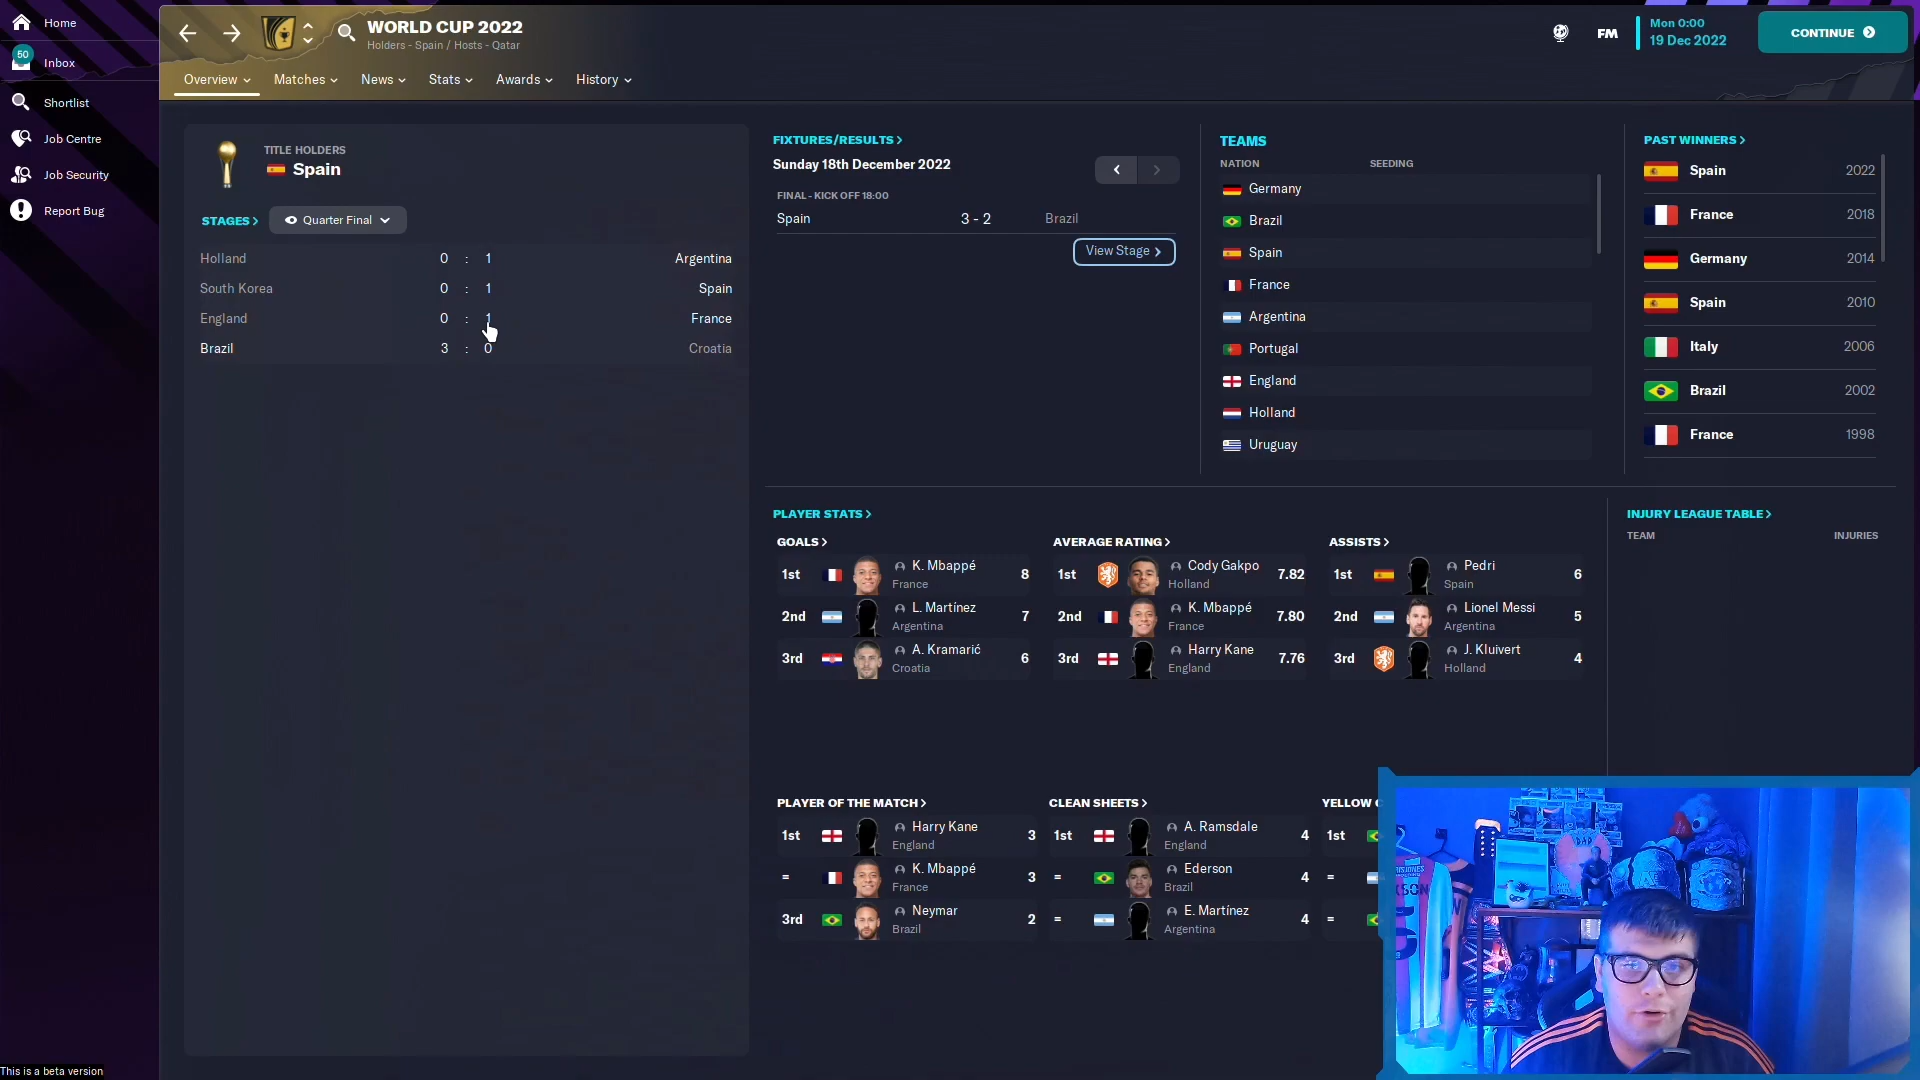 Home
50
Inbox
Shortlist
Job Centre
Job Security
Report Bug
This is a beta version
WORLD CUP 2022
Holders - Spain / Hosts - Qatar
FM
Mon 0:00
19 Dec 2022
CONTINUE
Overview
Matches
News
Stats
Awards
History
TITLE HOLDERS
Spain
STAGES
Quarter Final
Holland 0 : 1 Argentina
South Korea 0 : 1 Spain
England 0 : 1 France
Brazil 3 : 0 Croatia
FIXTURES/RESULTS
Sunday 18th December 2022
FINAL - KICK OFF 18:00
Spain 3 - 2 Brazil
View Stage
TEAMS
NATION SEEDING
Germany
Brazil
Spain
France
Argentina
Portugal
England
Holland
Uruguay
PAST WINNERS
Spain 2022
France 2018
Germany 2014
Spain 2010
Italy 2006
Brazil 2002
France 1998
PLAYER STATS
GOALS
1st K. Mbappé 8
France
2nd L. Martínez 7
Argentina
3rd A. Kramarić 6
Croatia
AVERAGE RATING
1st Cody Gakpo 7.82
Holland
2nd K. Mbappé 7.80
France
3rd Harry Kane 7.76
England
ASSISTS
1st Pedri 6
Spain
2nd Lionel Messi 5
Argentina
3rd J. Kluivert 4
Holland
INJURY LEAGUE TABLE
TEAM INJURIES
PLAYER OF THE MATCH
1st Harry Kane 3
England
= K. Mbappé 3
France
3rd Neymar 2
Brazil
CLEAN SHEETS
1st A. Ramsdale 4
England
= Ederson 4
Brazil
= E. Martínez 4
Argentina
YELLOW C
1st
=
=